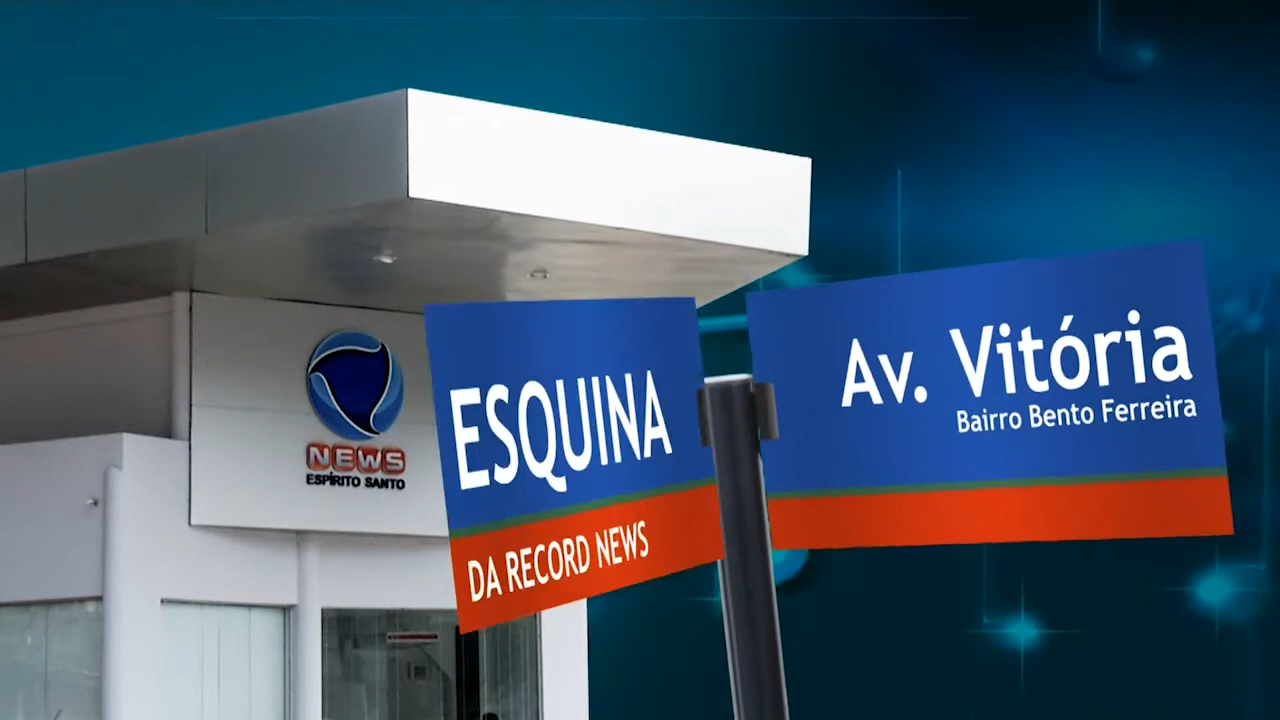 NEWS
ESPÍRITO SANTO
ESQUINA
DA RECORD NEWS
Av. Vitória
Bairro Bento Ferreira